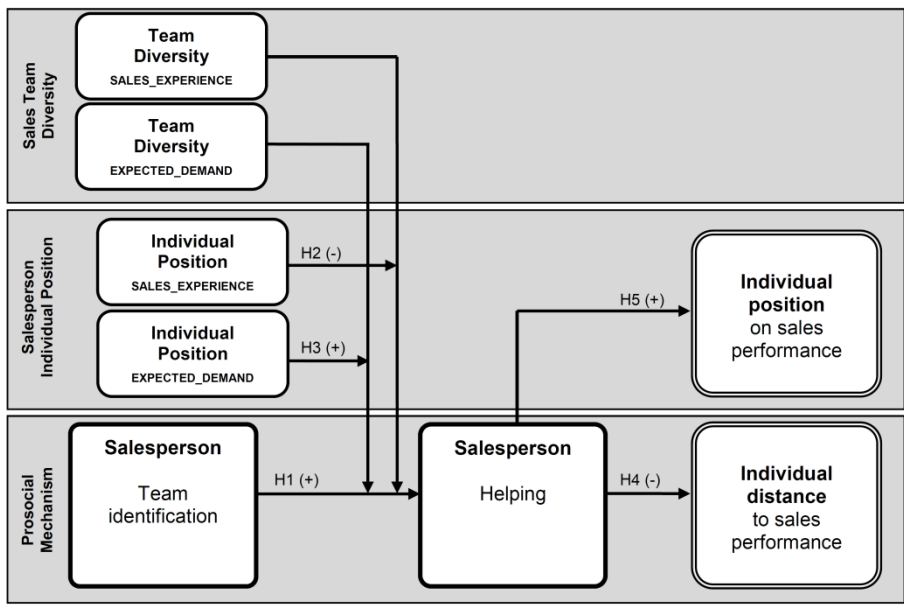 Sales Team
Diversity
Team
Diversity
SALES_EXPERIENCE
Team
Diversity
EXPECTED_DEMAND
Salesperson
Individual Position
Individual
Position
SALES_EXPERIENCE
H2 (-)
Individual
Position
EXPECTED_DEMAND
H3 (+)
H5 (+)
Individual
position
on sales
performance
Prosocial
Mechanism
Salesperson
Team
identification
H1 (+)
Salesperson
Helping
H4 (-)
Individual
distance
to sales
performance